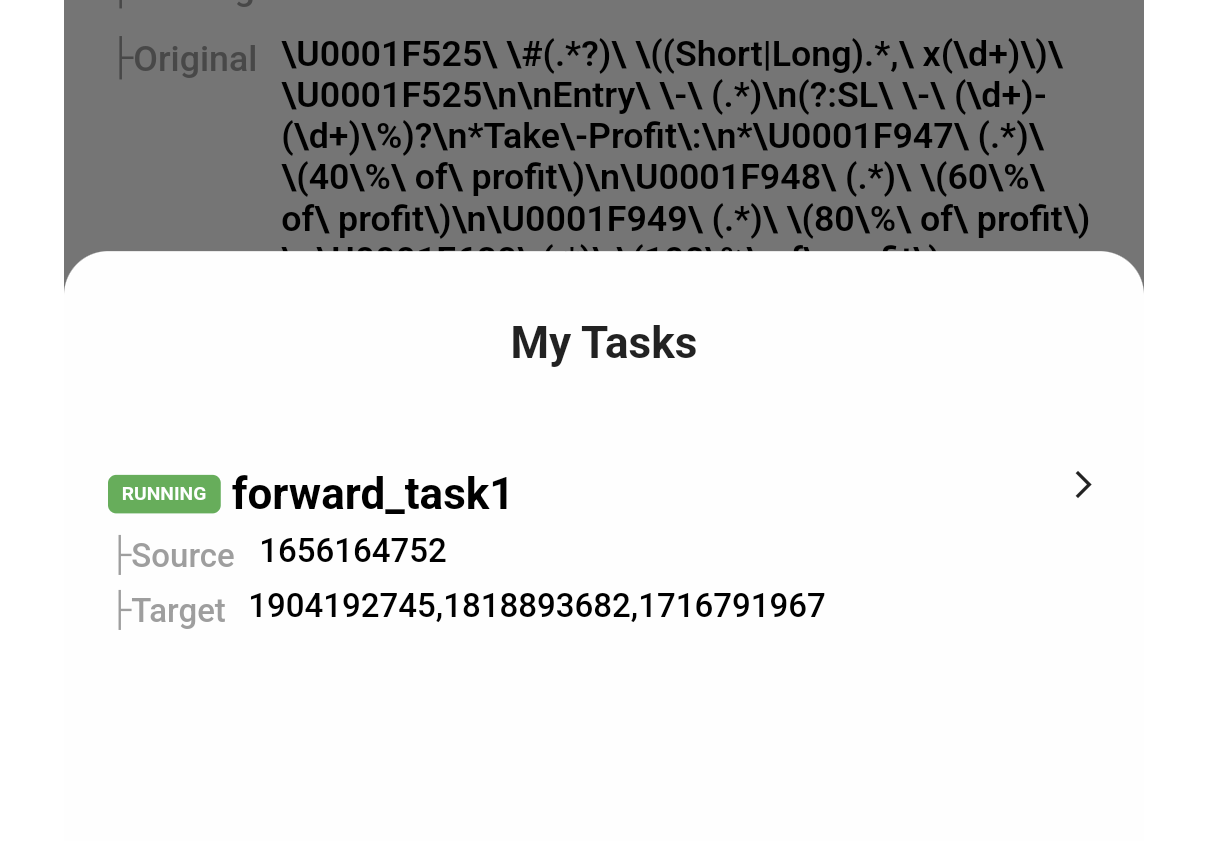 Original
\U0001F525\ \#(.*?)\ \((Short|Long).*,\ x(\d+)\)\
\U0001F525\n\nEntry\ \-\ (.*)\n(?:SL\ \-\ (\d+)-
(\d+)\%)?\n*Take\-Profit\:\n*\U0001F947\ (.*)\
\(40\%\ of\ profit\)\n\U0001F948\ (.*)\ \(60\%\
of\ profit\)\n\U0001F949\ (.*)\ \(80\%\ of\ profit\)
My Tasks
RUNNING forward_task1
Source 1656164752
Target 1904192745,1818893682,1716791967